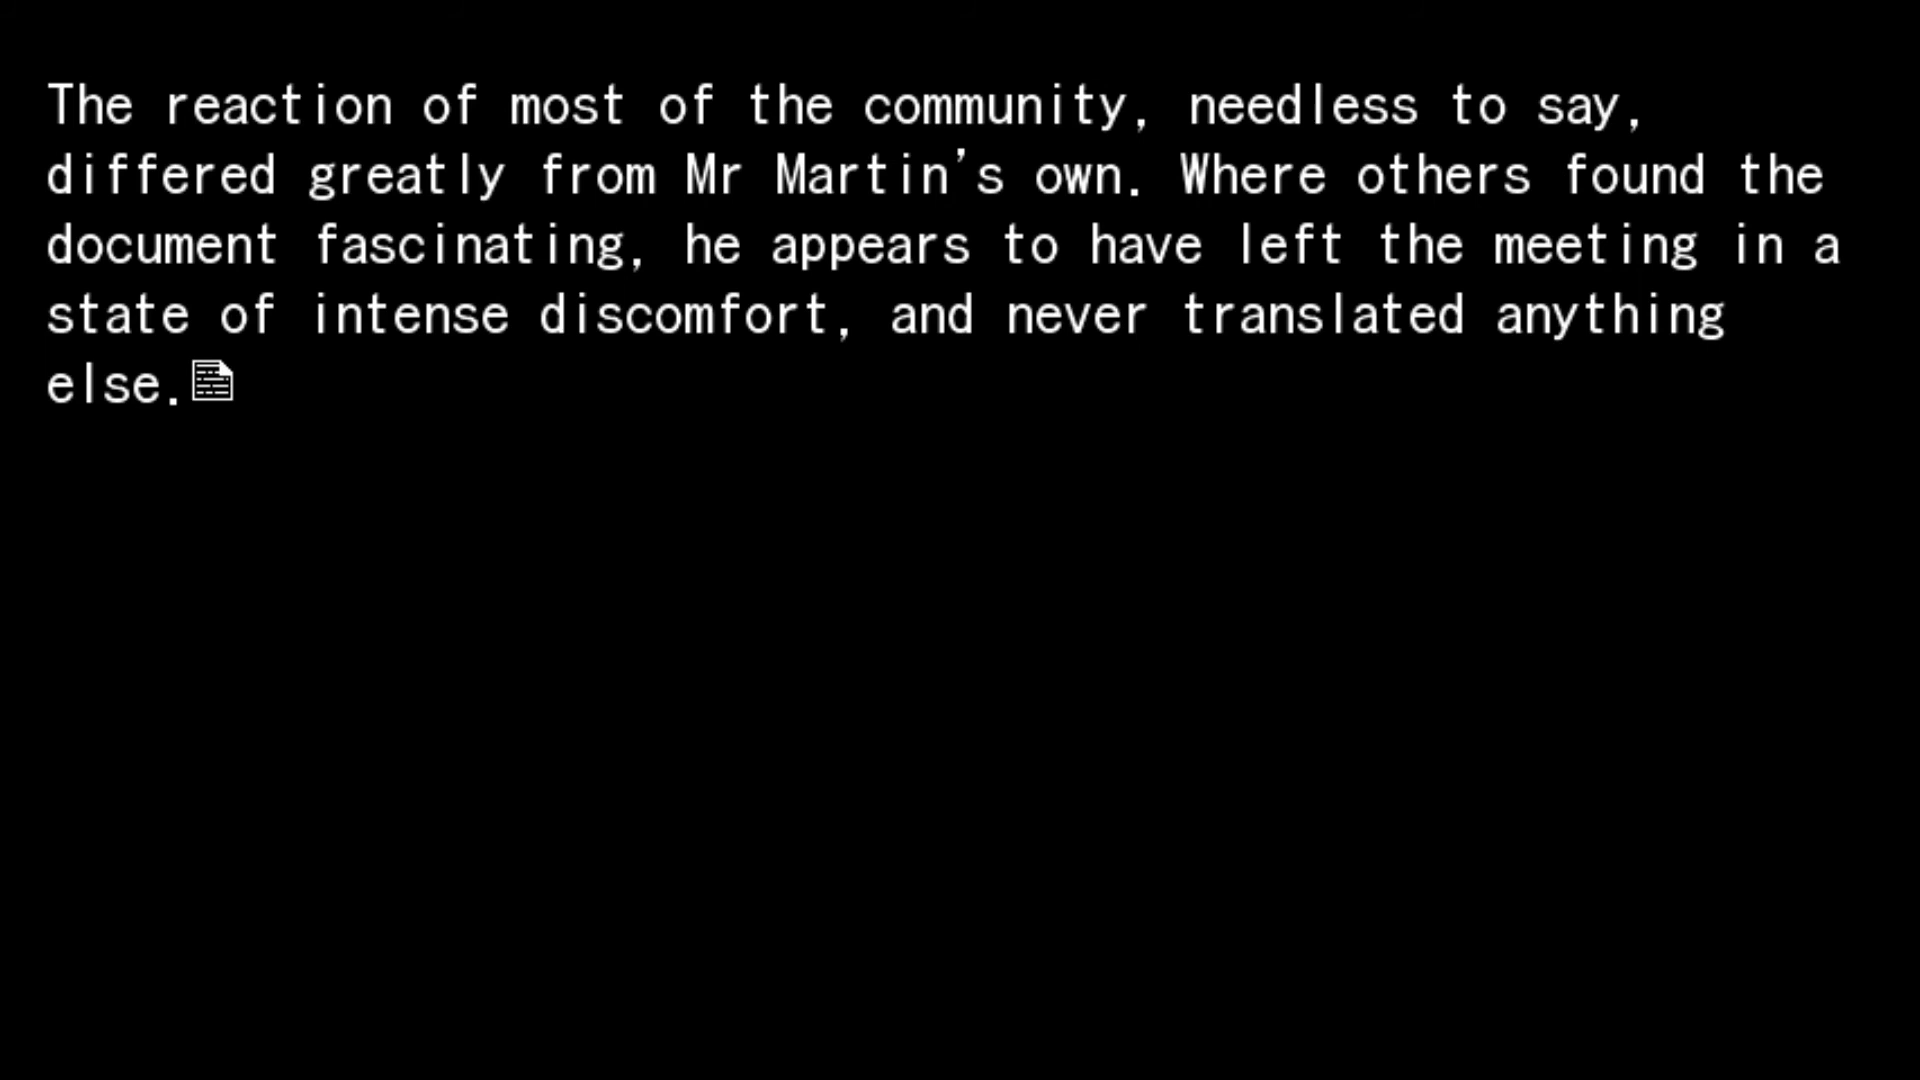 The reaction of most of the community, needless to say,
differed greatly from Mr Martin's own. Where others found the
document fascinating, he appears to have left the meeting in a
state of intense discomfort, and never translated anything
else.